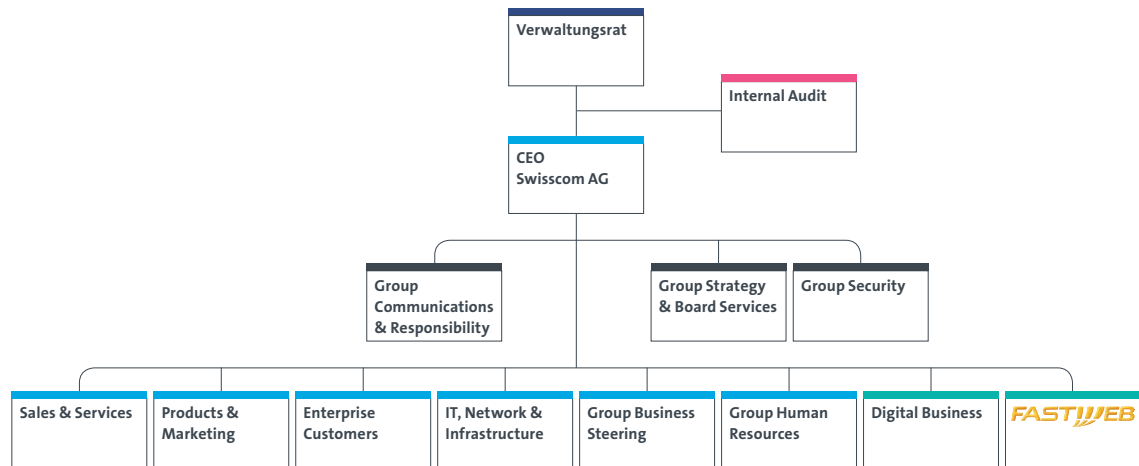 Verwaltungsrat
Internal Audit
CEO
Swisscom AG
Group
Communications
& Responsibility
Group Strategy
& Board Services
Group Security
Sales & Services
Products &
Marketing
Enterprise
Customers
IT, Network &
Infrastructure
Group Business
Steering
Group Human
Resources
Digital Business
FASTWEB